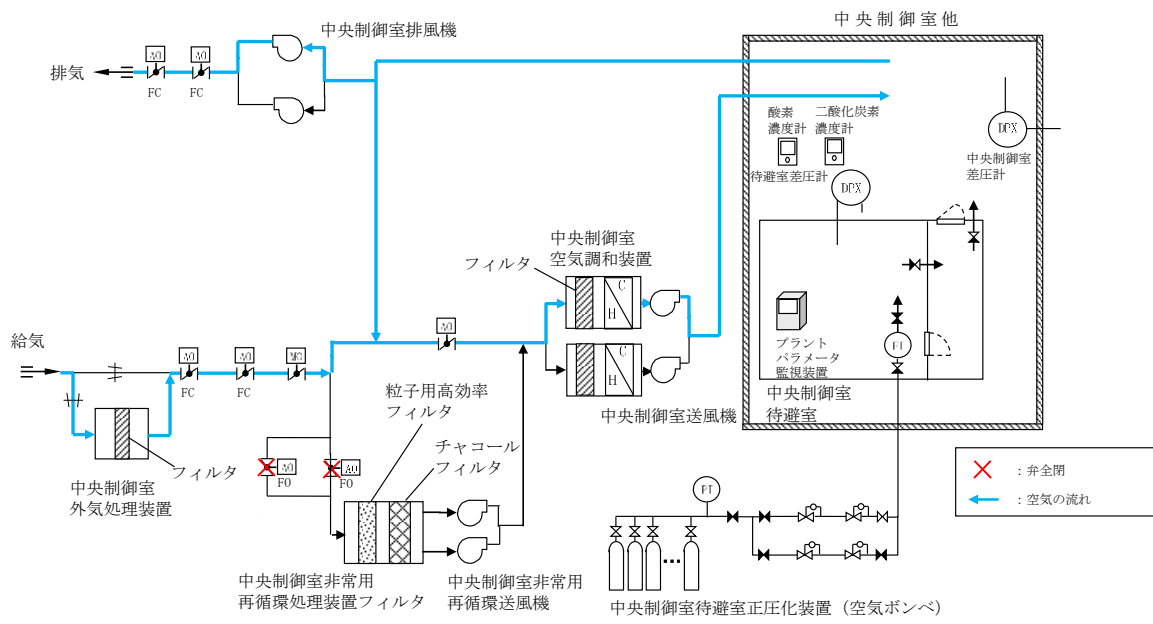 中央制御室他
中央制御室排風機
AO
AO
排気
FC
FC
酸素
濃度計
二酸化炭素
濃度計
DPX
中央制御室
差圧計
待避室差圧計
DPX
中央制御室
空気調和装置
フィルタ
C
H
C
H
中央制御室送風機
プラント
パラメータ
監視装置
FI
中央制御室
待避室
給気
AO
AO
MO
AO
FC
FC
フィルタ
中央制御室
外気処理装置
粒子用高効率
フィルタ
チャコール
フィルタ
AO
FO
AO
FO
中央制御室非常用
再循環処理装置フィルタ
中央制御室非常用
再循環送風機
PI
中央制御室待避室正圧化装置（空気ボンベ）
：弁全閉
：空気の流れ